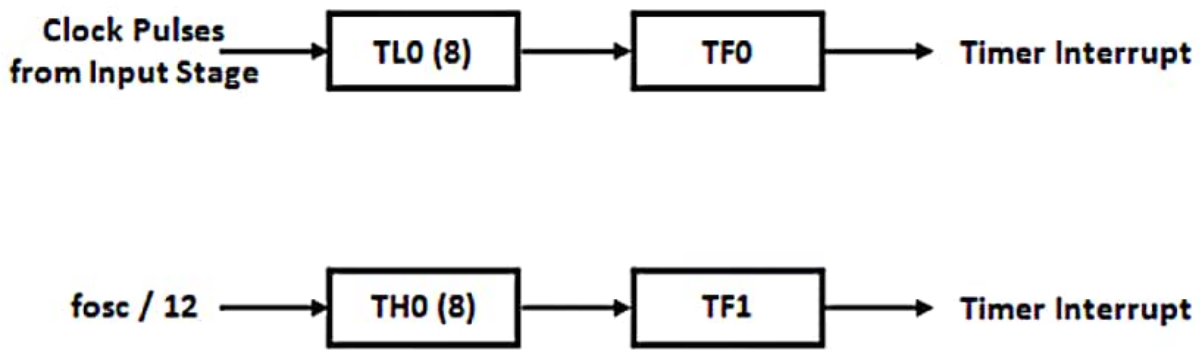 Clock Pulses
from Input Stage
TL0 (8)
TF0
Timer Interrupt
fosc / 12
TH0 (8)
TF1
Timer Interrupt